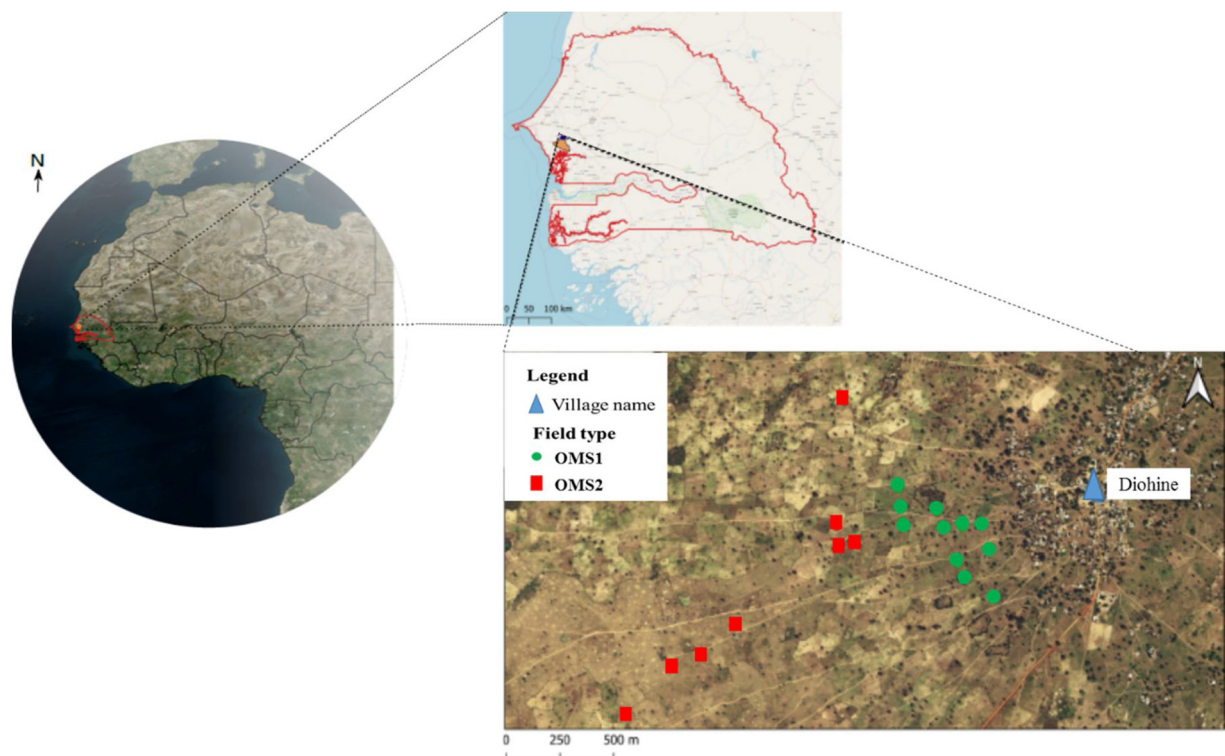 N
0 50 100 km
Legend
Village name
Field type
OMS1
OMS2
N
Diohine
0 250 500 m